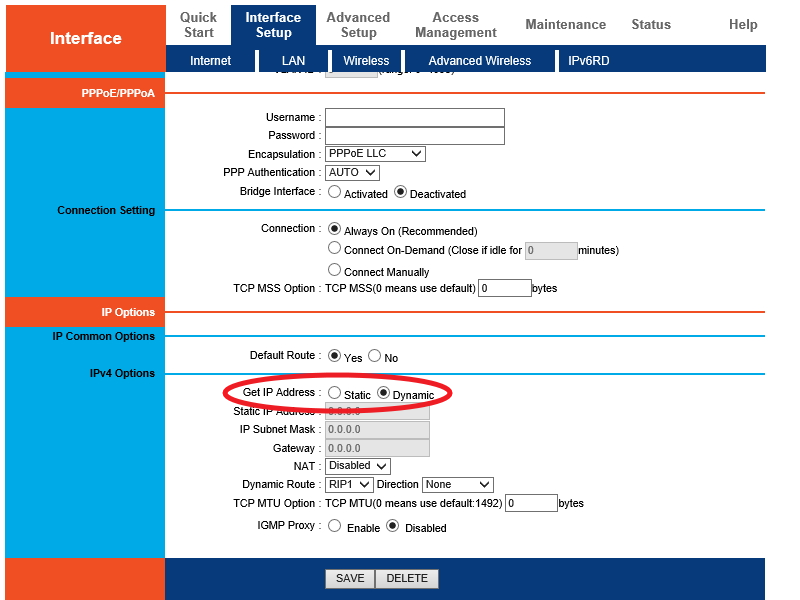 Interface
Quick Start
Interface Setup
Advanced Setup
Access Management
Maintenance
Status
Help
Internet
LAN
Wireless
Advanced Wireless
IPv6RD
PPPoE/PPPoA
Username :
Password :
Encapsulation : PPPoE LLC
PPP Authentication : AUTO
Bridge Interface : Activated Deactivated
Connection Setting
Connection : Always On (Recommended)
Connect On-Demand (Close if idle for 0 minutes)
Connect Manually
TCP MSS Option : TCP MSS(0 means use default) 0 bytes
IP Options
IP Common Options
Default Route : Yes No
IPv4 Options
Get IP Address : Static Dynamic
Static IP Address : 0.0.0.0
IP Subnet Mask : 0.0.0.0
Gateway : 0.0.0.0
NAT : Disabled
Dynamic Route : RIP1 Direction None
TCP MTU Option : TCP MTU(0 means use default:1492) 0 bytes
IGMP Proxy : Enable Disabled
SAVE DELETE